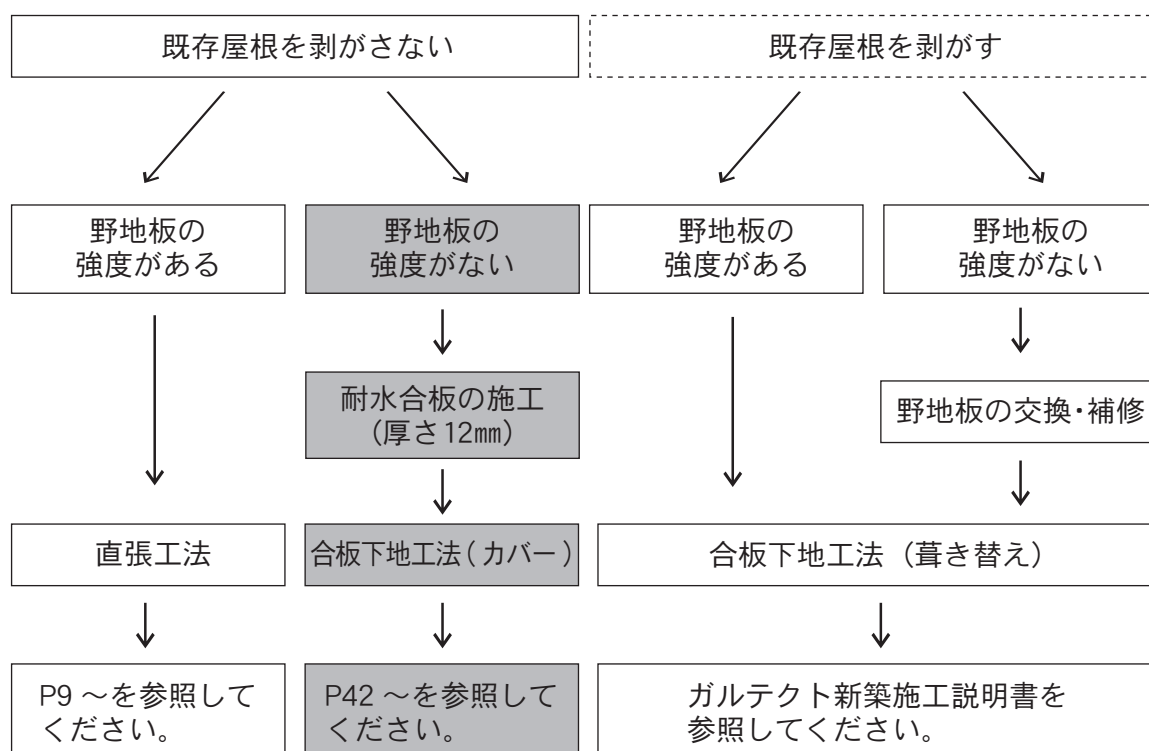 既存屋根を剥がさない
既存屋根を剥がす
野地板の
強度がある
野地板の
強度がない
野地板の
強度がある
野地板の
強度がない
耐水合板の施工
(厚さ12㎜)
野地板の交換･補修
直張工法
合板下地工法(カバー)
合板下地工法（葺き替え）
P9 〜を参照して
ください。
P42 〜を参照して
ください。
ガルテクト新築施工説明書を
参照してください。